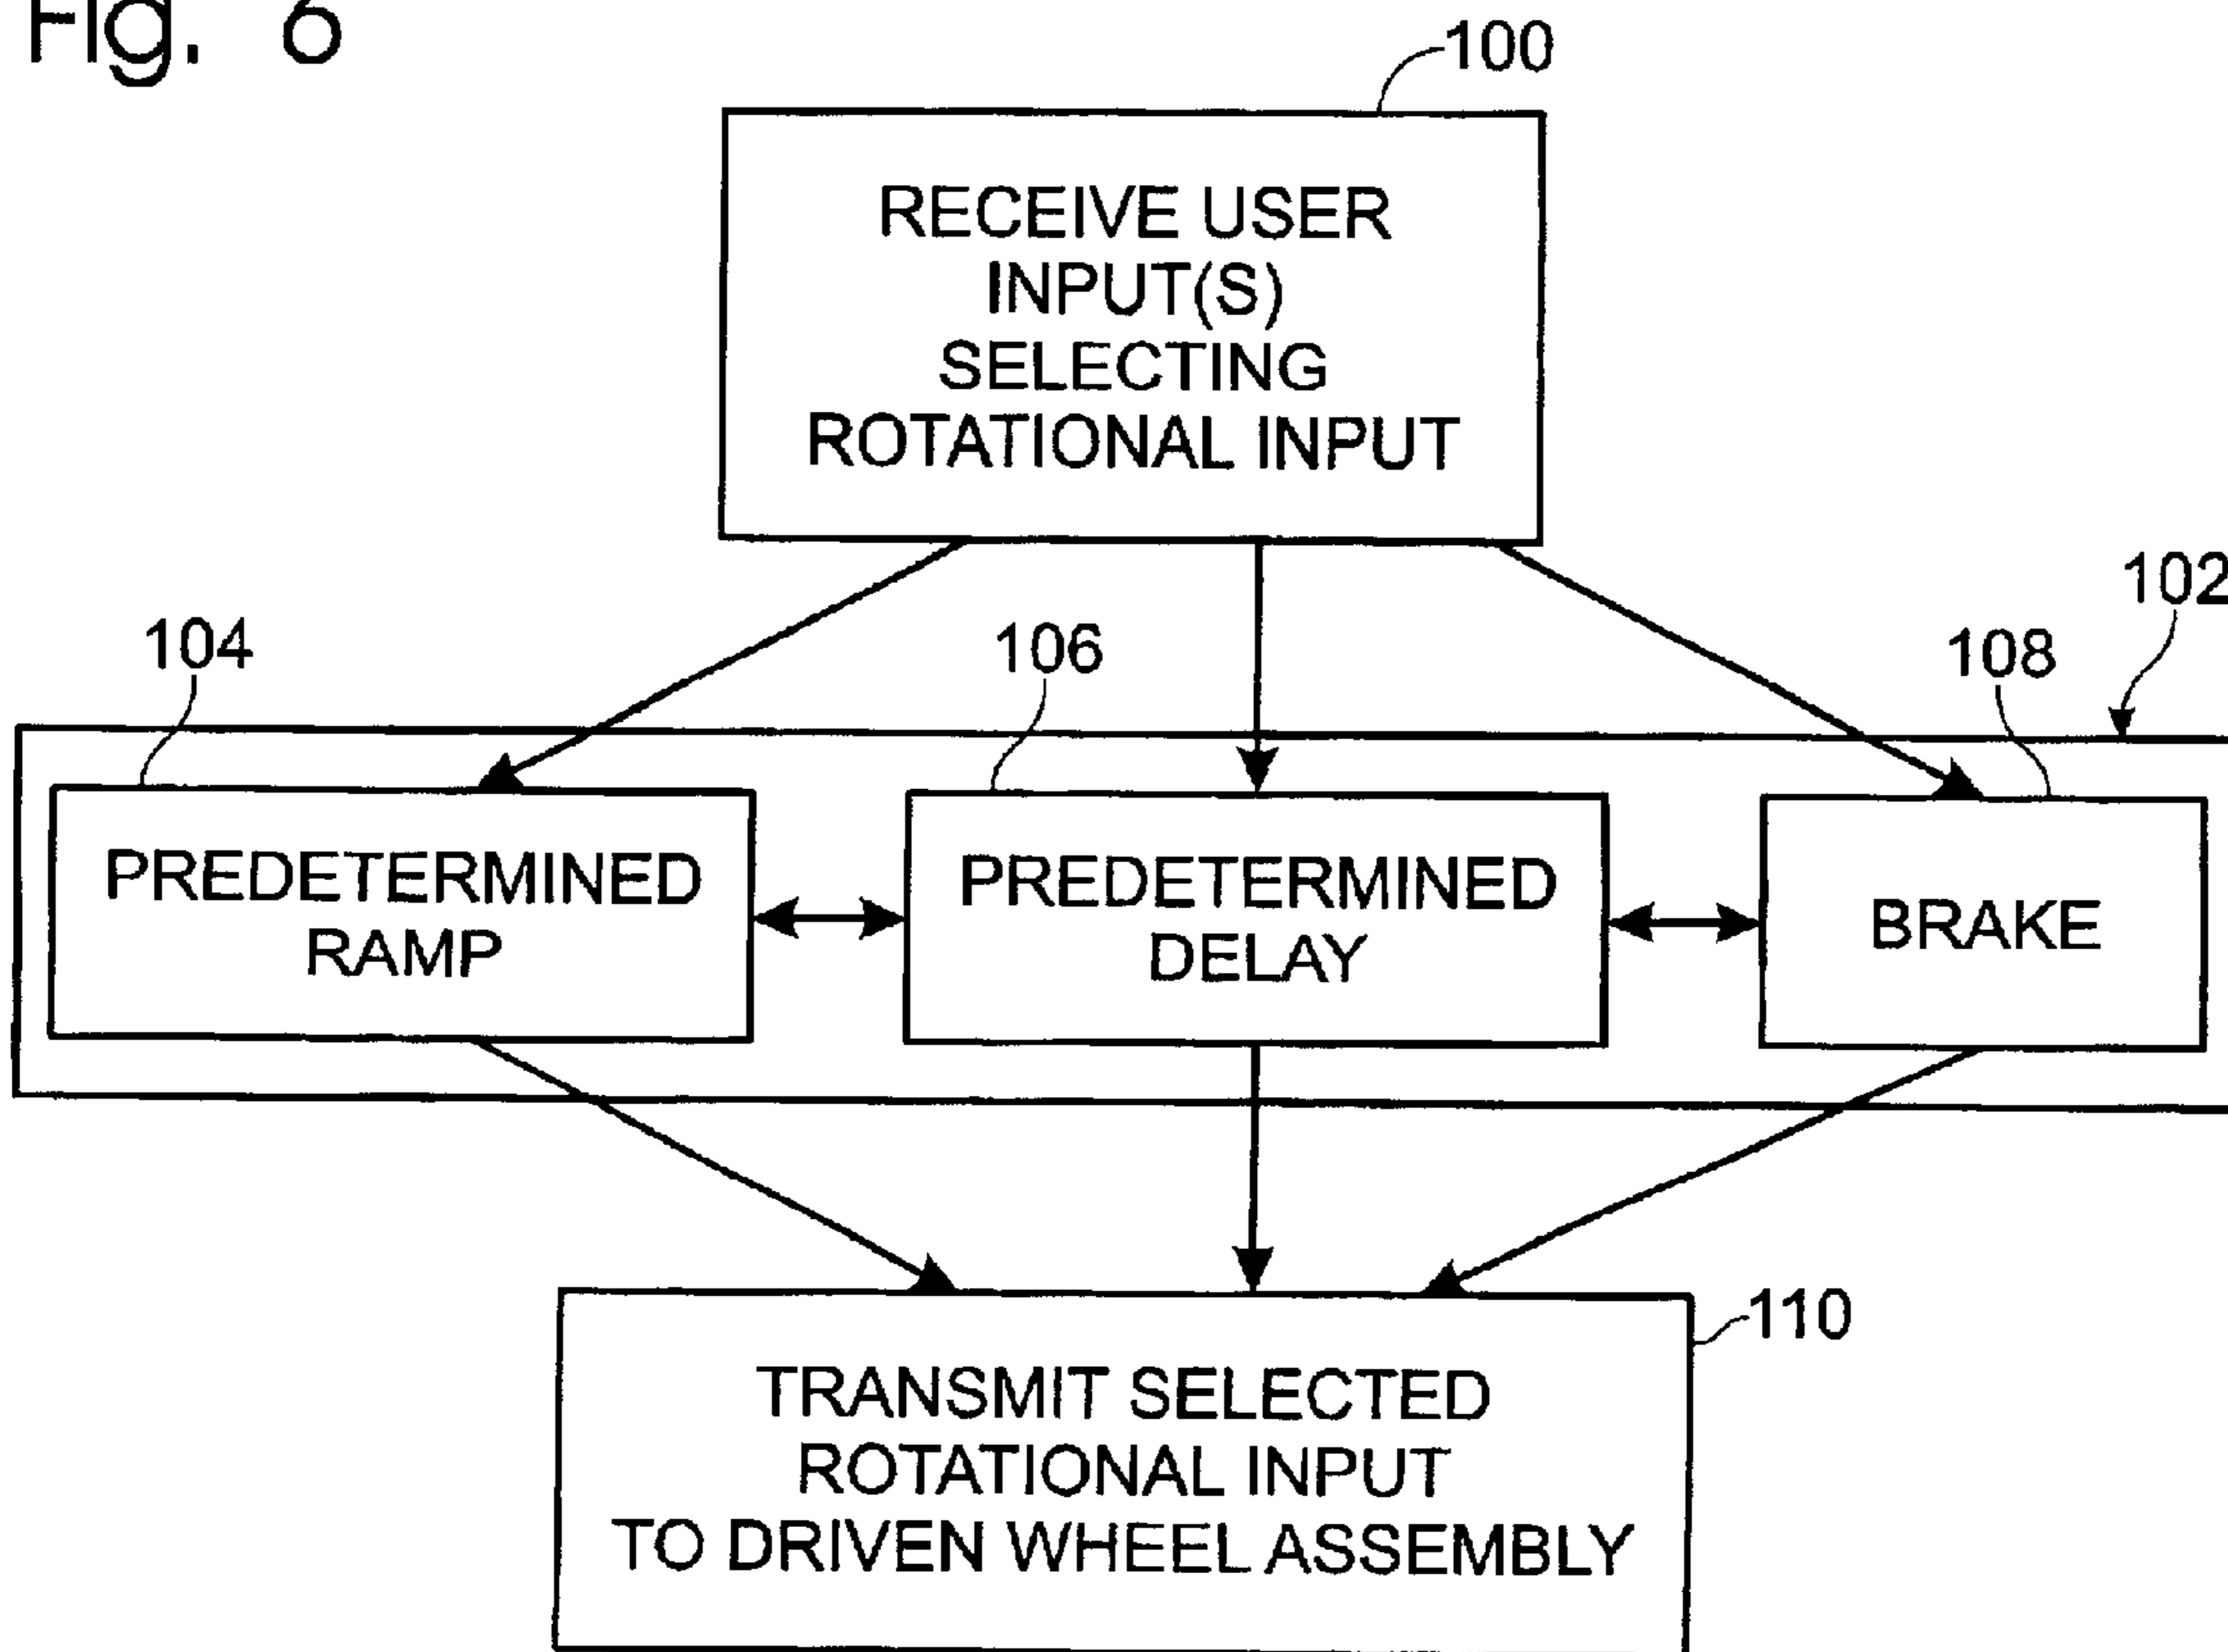 Fig. 6
100
RECEIVE USER
INPUT(S)
SELECTING
ROTATIONAL INPUT
102
104
106
108
PREDETERMINED
RAMP
PREDETERMINED
DELAY
BRAKE
110
TRANSMIT SELECTED
ROTATIONAL INPUT
TO DRIVEN WHEEL ASSEMBLY